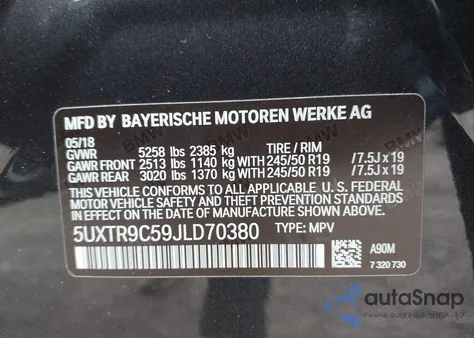 MFD BY BAYERISCHE MOTOREN WERKE AG
05/18
GVWR 5258 lbs 2385 kg TIRE / RIM
GAWR FRONT 2513 lbs 1140 kg WITH 245/50 R19 /7.5J x 19
GAWR REAR 3020 lbs 1370 kg WITH 245/50 R19 /7.5J x 19
THIS VEHICLE CONFORMS TO ALL APPLICABLE U. S. FEDERAL
MOTOR VEHICLE SAFETY AND THEFT PREVENTION STANDARDS
IN EFFECT ON THE DATE OF MANUFACTURE SHOWN ABOVE.
5UXTR9C59JLD70380 TYPE: MPV
A90M
7 320 730
autoSnap